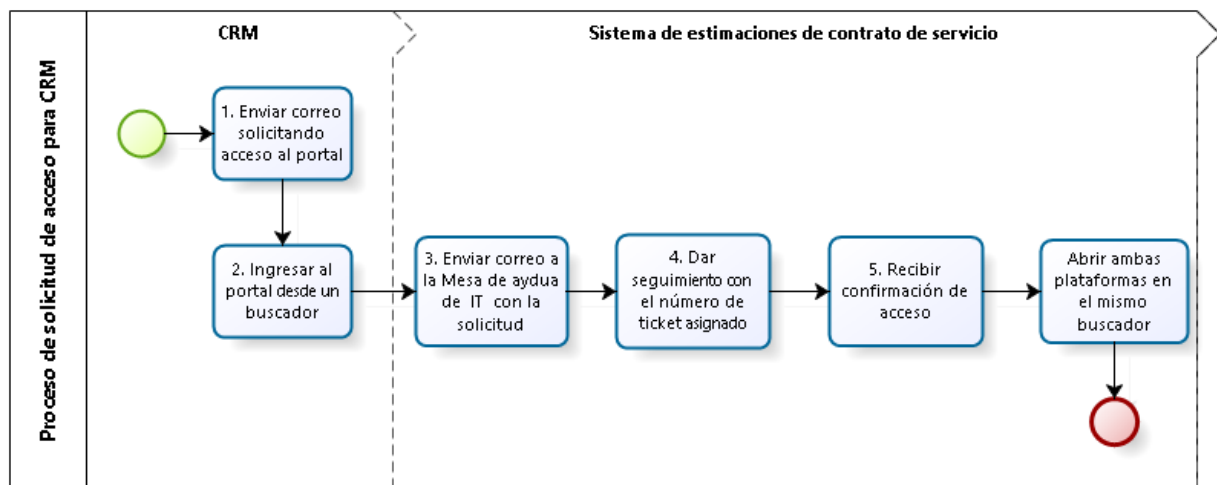 Proceso de solicitud de acceso para CRM
CRM
Sistema de estimaciones de contrato de servicio
1. Enviar correo
solicitando
acceso al portal
2. Ingresar al
portal desde un
buscador
3. Enviar correo a
la Mesa de aydua
de IT con la
solicitud
4. Dar
seguimiento con
el número de
ticket asignado
5. Recibir
confirmación de
acceso
Abrir ambas
plataformas en
el mismo
buscador